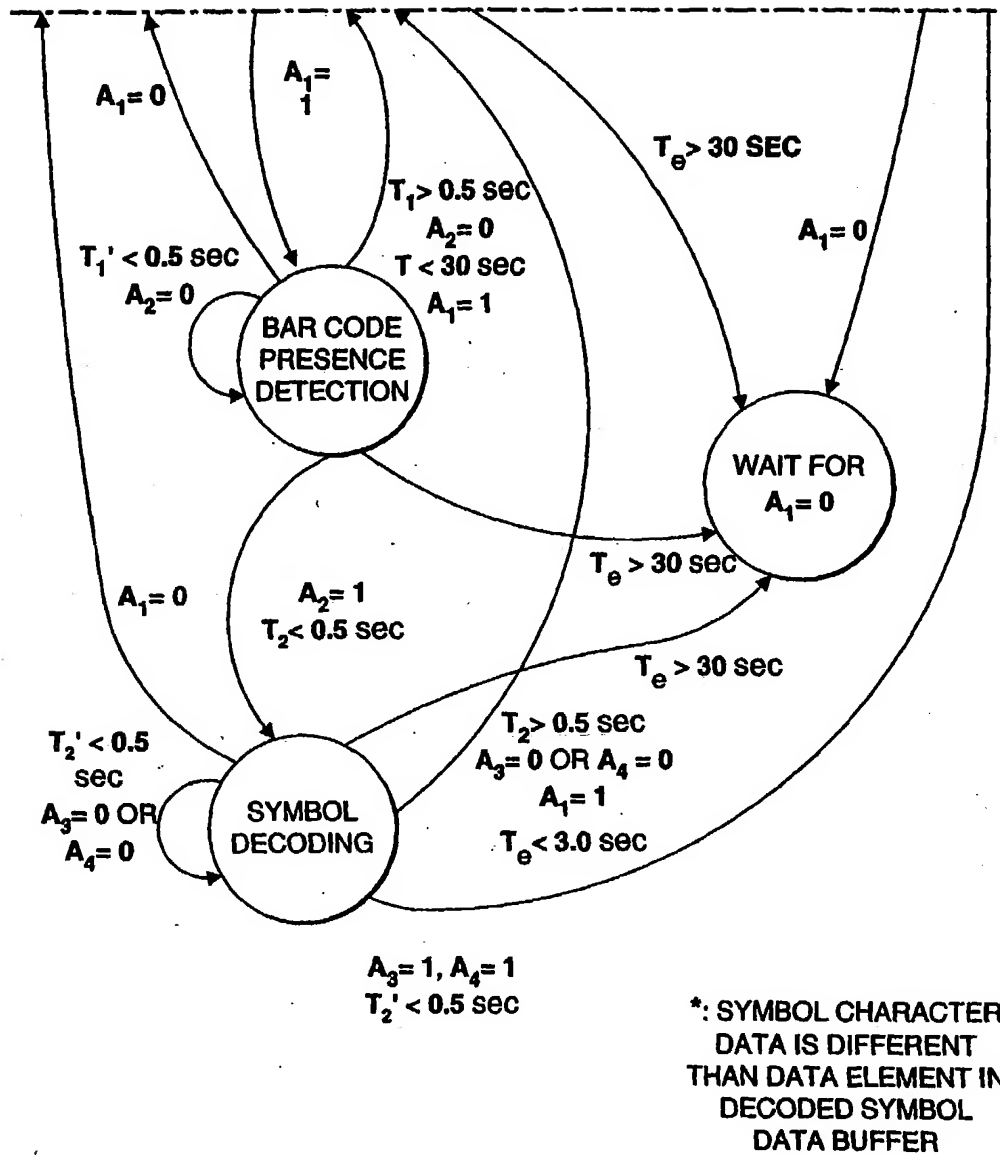 A₁= 0
A₁=
1
Tₑ> 30 SEC
T₁> 0.5 sec
A₂= 0
T < 30 sec
A₁= 1
A₁= 0
T₁' < 0.5 sec
A₂= 0
BAR CODE
PRESENCE
DETECTION
WAIT FOR
A₁= 0
Tₑ > 30 sec
A₁= 0
A₂= 1
T₂< 0.5 sec
Tₑ > 30 sec
T₂' < 0.5
sec
A₃= 0 OR
A₄= 0
SYMBOL
DECODING
T₂> 0.5 sec
A₃= 0 OR A₄ = 0
A₁= 1
Tₑ< 3.0 sec
A₃= 1, A₄= 1
T₂' < 0.5 sec
*: SYMBOL CHARACTER
DATA IS DIFFERENT
THAN DATA ELEMENT IN
DECODED SYMBOL
DATA BUFFER